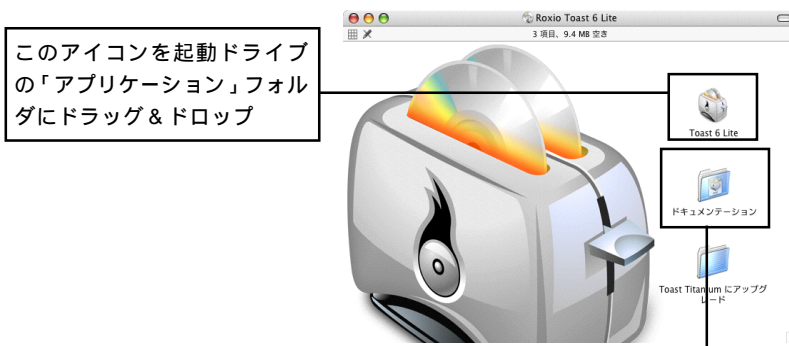 Roxio Toast 6 Lite
3 項目、9.4 MB 空き
このアイコンを起動ドライブ
の「アプリケーション」フォル
ダにドラッグ＆ドロップ
Toast 6 Lite
ドキュメンテーション
Toast Titanium にアップグ
レード